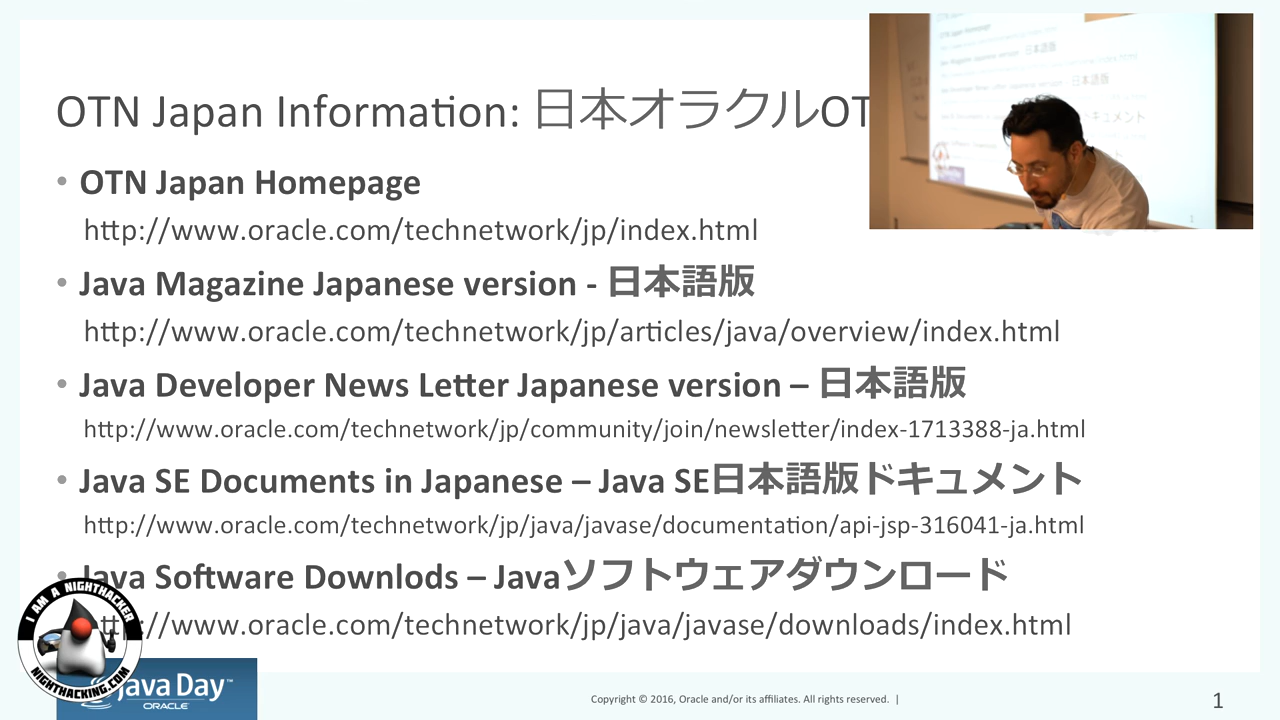 OTN Japan Information: 日本オラクルOT
• OTN Japan Homepage
http://www.oracle.com/technetwork/jp/index.html
• Java Magazine Japanese version - 日本語版
http://www.oracle.com/technetwork/jp/articles/java/overview/index.html
• Java Developer News Letter Japanese version – 日本語版
http://www.oracle.com/technetwork/jp/community/join/newsletter/index-1713388-ja.html
• Java SE Documents in Japanese – Java SE日本語版ドキュメント
http://www.oracle.com/technetwork/jp/java/javase/documentation/api-jsp-316041-ja.html
• Java Software Downlods – Javaソフトウェアダウンロード
http://www.oracle.com/technetwork/jp/java/javase/downloads/index.html
I AM A NIGHTHACKER
NIGHTHACKING.COM
Java Day™
ORACLE
Copyright © 2016, Oracle and/or its affiliates. All rights reserved. |
1